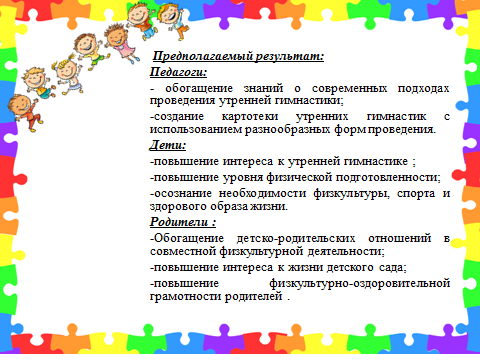 Предполагаемый результат:
Педагоги:
- обогащение знаний о современных подходах
проведения утренней гимнастики;
-создание картотеки утренних гимнастик с
использованием разнообразных форм проведения.
Дети:
-повышение интереса к утренней гимнастике ;
-повышение уровня физической подготовленности;
-осознание необходимости физкультуры, спорта и
здорового образа жизни.
Родители :
-Обогащение детско-родительских отношений в
совместной физкультурной деятельности;
-повышение интереса к жизни детского сада;
-повышение физкультурно-оздоровительной
грамотности родителей .